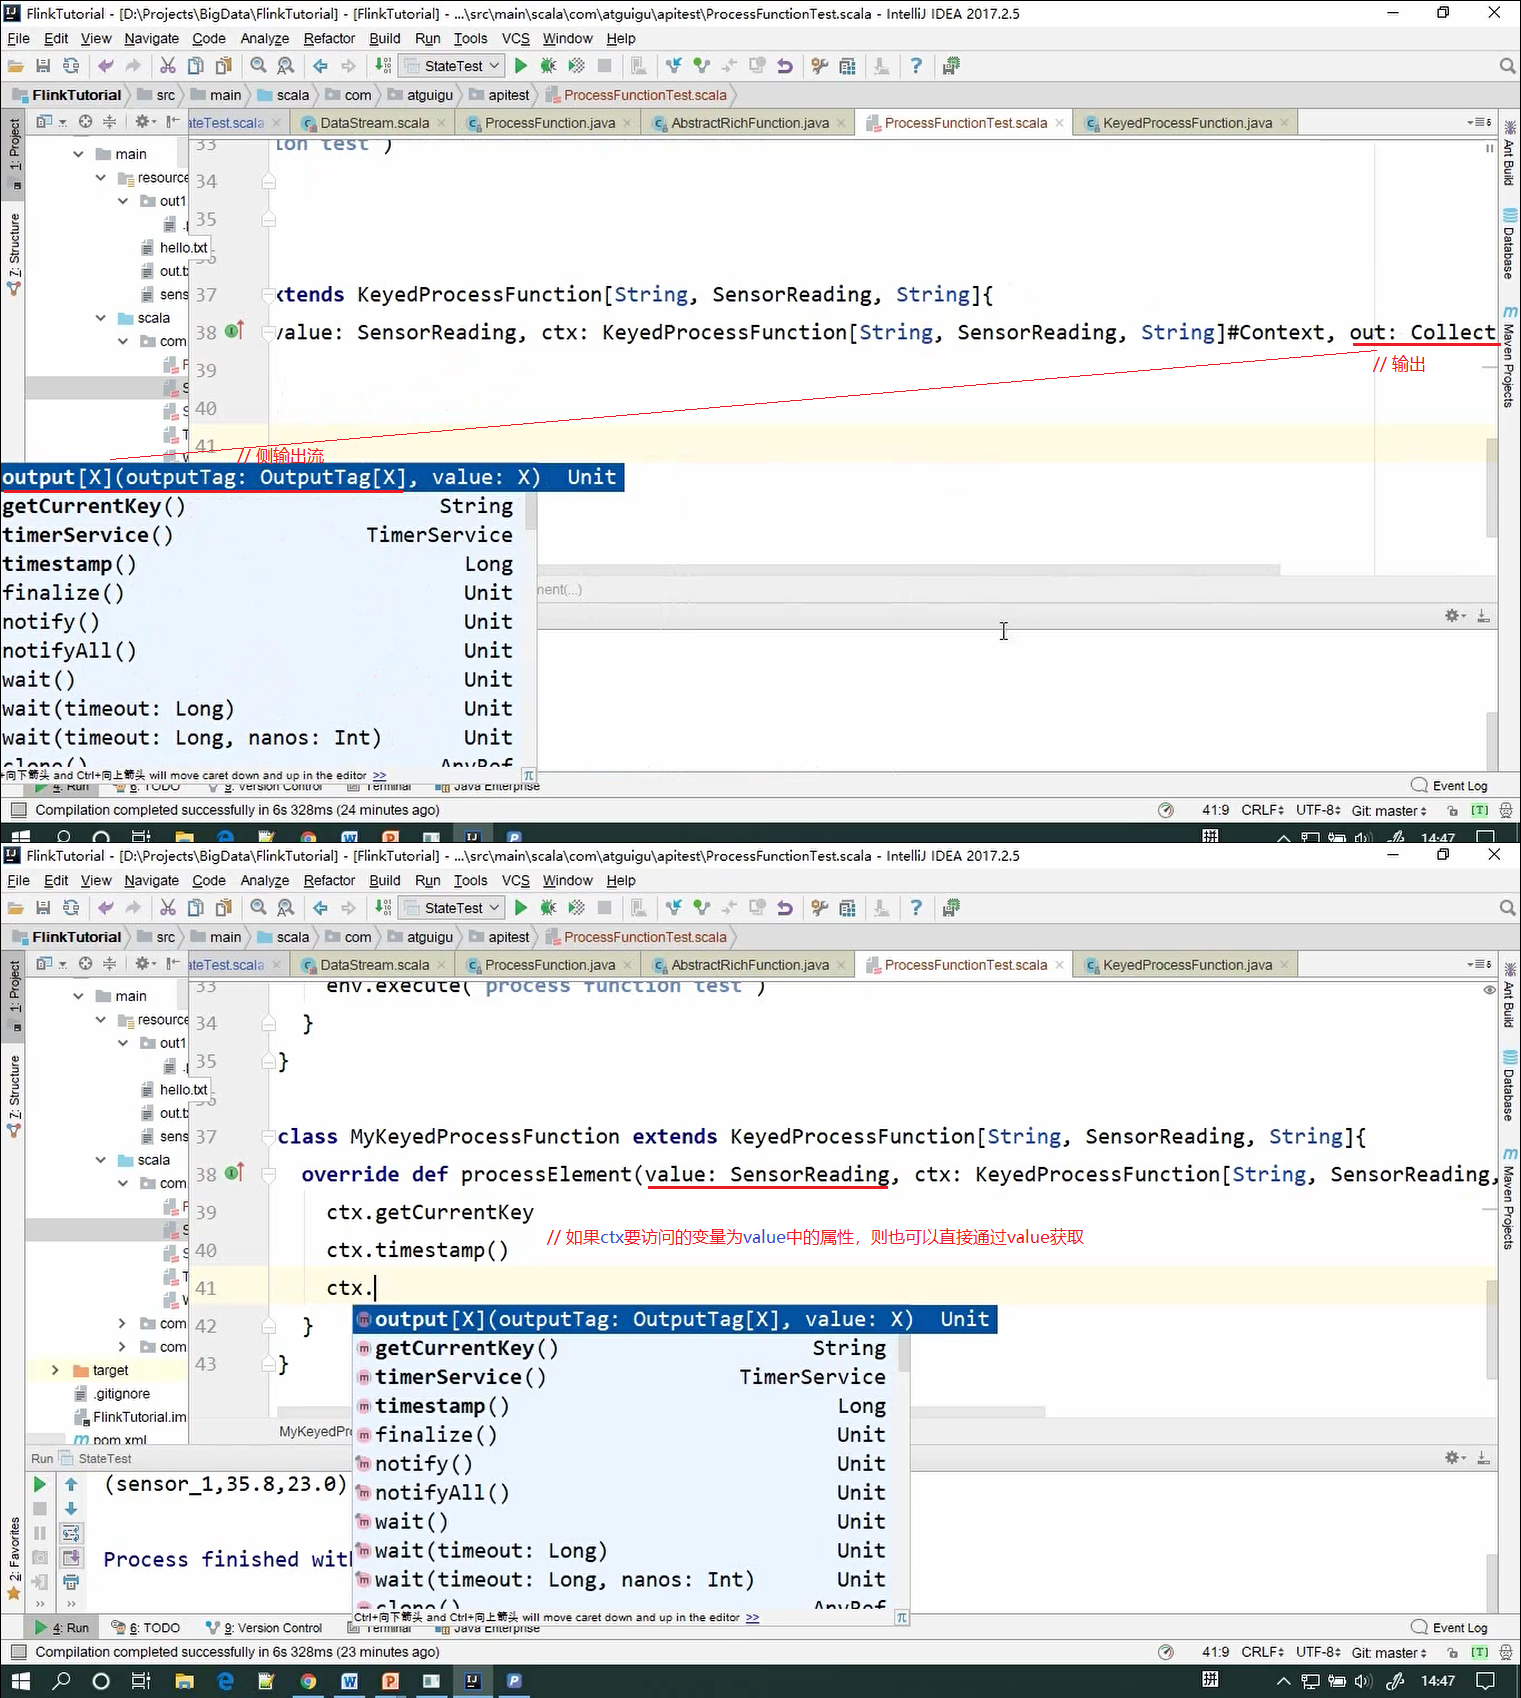 FlinkTutorial - [D:\Projects\BigData\FlinkTutorial] - [FlinkTutorial] - ...\src\main\scala\com\atguigu\apitest\ProcessFunctionTest.scala - IntelliJ IDEA 2017.2.5
File Edit View Navigate Code Analyze Refactor Build Run Tools VCS Window Help
StateTest
FlinkTutorial src main scala com atguigu apitest ProcessFunctionTest.scala
ateTest.scala DataStream.scala ProcessFunction.java AbstractRichFunction.java ProcessFunctionTest.scala KeyedProcessFunction.java
1: Project
7: Structure
Ant Build
Database
Maven Projects
main
resource
out1
hello.txt
out.t
sens
scala
com
33 ion test )
34
35
37 xtends KeyedProcessFunction[String, SensorReading, String]{
38 value: SensorReading, ctx: KeyedProcessFunction[String, SensorReading, String]#Context, out: Collect
39
// 输出
40
41
// 侧输出流
output[X](outputTag: OutputTag[X], value: X) Unit
getCurrentKey() String
timerService() TimerService
timestamp() Long
finalize() Unit
notify() Unit
notifyAll() Unit
wait() Unit
wait(timeout: Long) Unit
wait(timeout: Long, nanos: Int) Unit
clone() AnyRef
+向下箭头 and Ctrl+向上箭头 will move caret down and up in the editor >>
ment(...)
4: Run 6: TODO 9: Version Control Terminal Java Enterprise Event Log
Compilation completed successfully in 6s 328ms (24 minutes ago) 41:9 CRLF UTF-8 Git: master [T]
拼 14:47
FlinkTutorial - [D:\Projects\BigData\FlinkTutorial] - [FlinkTutorial] - ...\src\main\scala\com\atguigu\apitest\ProcessFunctionTest.scala - IntelliJ IDEA 2017.2.5
File Edit View Navigate Code Analyze Refactor Build Run Tools VCS Window Help
StateTest
FlinkTutorial src main scala com atguigu apitest ProcessFunctionTest.scala
ateTest.scala DataStream.scala ProcessFunction.java AbstractRichFunction.java ProcessFunctionTest.scala KeyedProcessFunction.java
1: Project
7: Structure
2: Favorites
Ant Build
Database
Maven Projects
main
resource
out1
hello.txt
out.t
sens
scala
com
com
com
target
.gitignore
FlinkTutorial.im
pom.xml
33 env.execute( process function test )
34 }
35 }
37 class MyKeyedProcessFunction extends KeyedProcessFunction[String, SensorReading, String]{
38 override def processElement(value: SensorReading, ctx: KeyedProcessFunction[String, SensorReading,
39 ctx.getCurrentKey
// 如果ctx要访问的变量为value中的属性，则也可以直接通过value获取
40 ctx.timestamp()
41 ctx.
42 }
43 }
output[X](outputTag: OutputTag[X], value: X) Unit
getCurrentKey() String
timerService() TimerService
timestamp() Long
finalize() Unit
notify() Unit
notifyAll() Unit
wait() Unit
wait(timeout: Long) Unit
wait(timeout: Long, nanos: Int) Unit
clone() AnyRef
Ctrl+向下箭头 and Ctrl+向上箭头 will move caret down and up in the editor >>
MyKeyedPr
Run StateTest
(sensor_1,35.8,23.0)
Process finished wit
4: Run 6: TODO 9: Version Control Terminal Java Enterprise Event Log
Compilation completed successfully in 6s 328ms (23 minutes ago) 41:9 CRLF UTF-8 Git: master [T]
拼 14:47